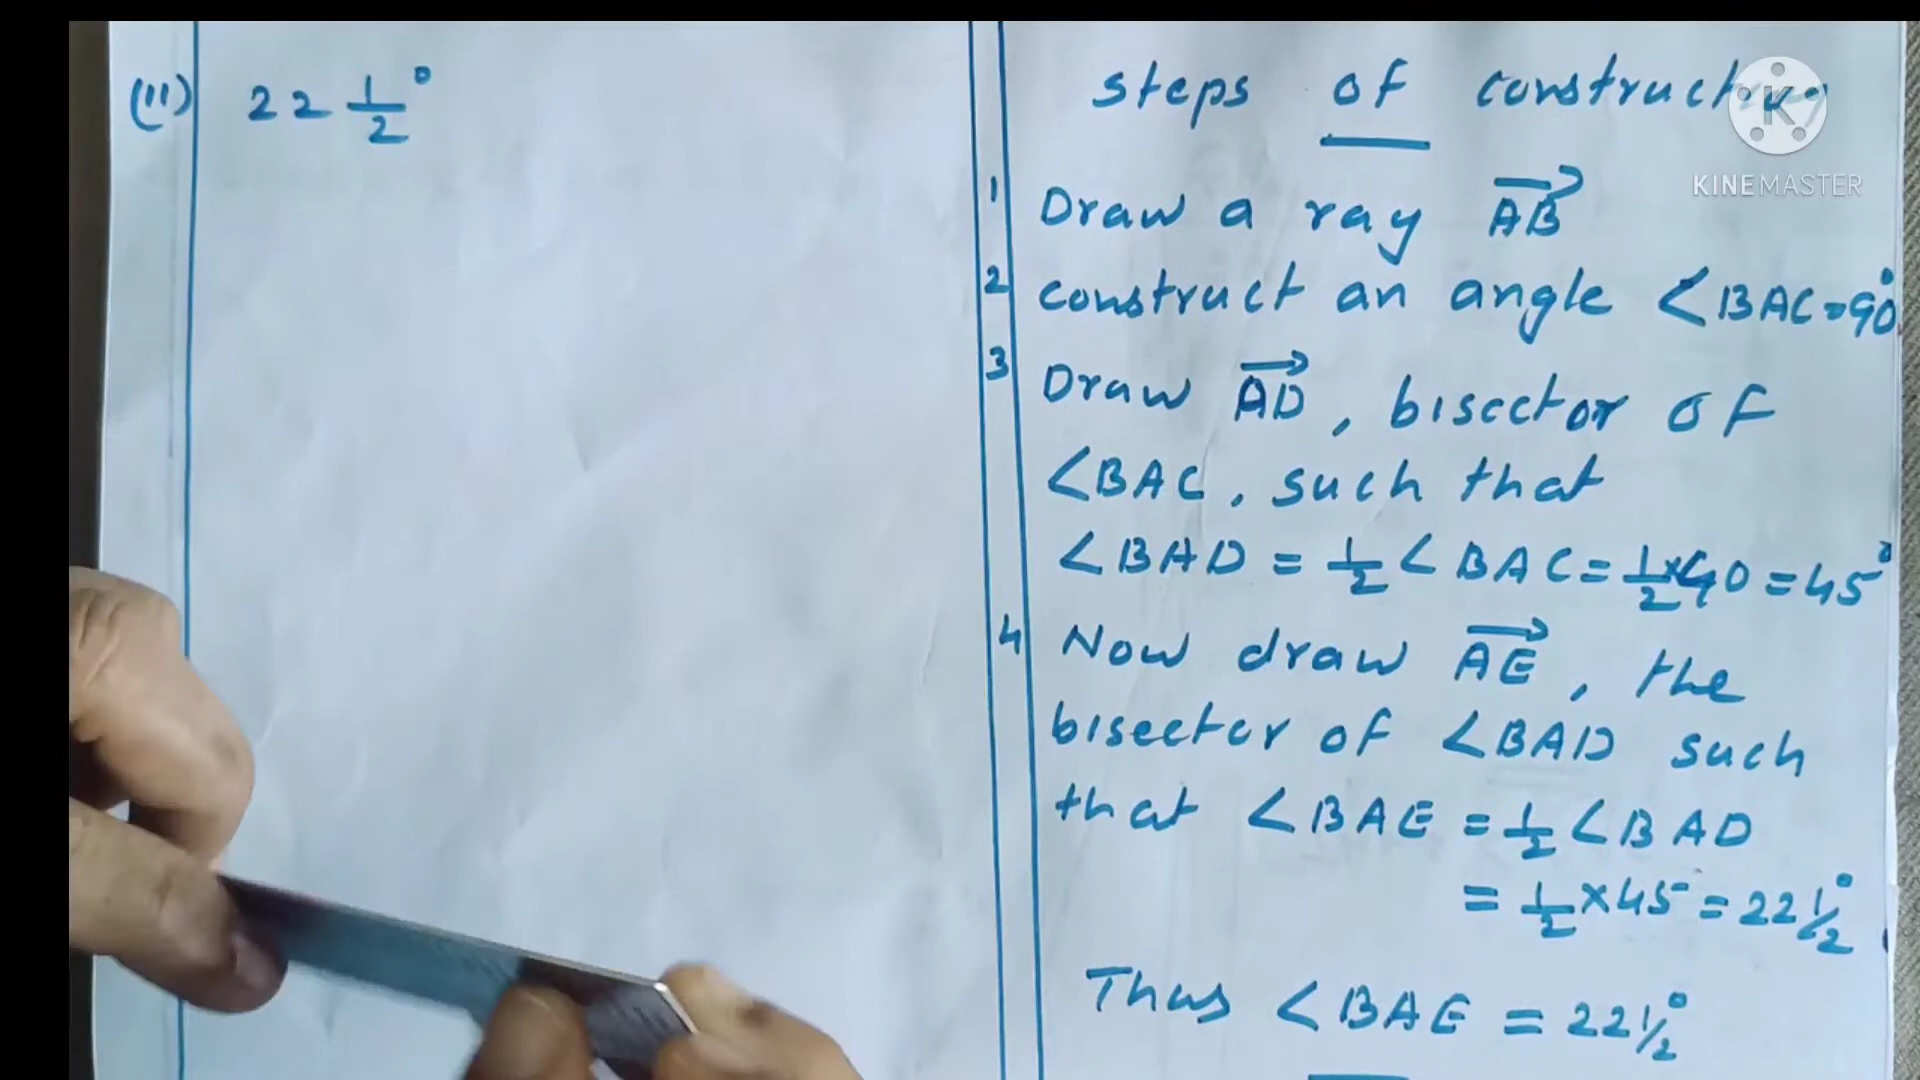 (11) 22 1/2°
steps of construct
KINEMASTER
1 Draw a ray AB
2 construct an angle ∠BAC=90°
3 Draw AD, bisector of
∠BAC, such that
∠BAD = 1/2 ∠BAC = 1/2×90 = 45°
4 Now draw AE, the
bisector of ∠BAD such
that ∠BAE = 1/2 ∠BAD
= 1/2 × 45 = 22 1/2°
Thus ∠BAE = 22 1/2°